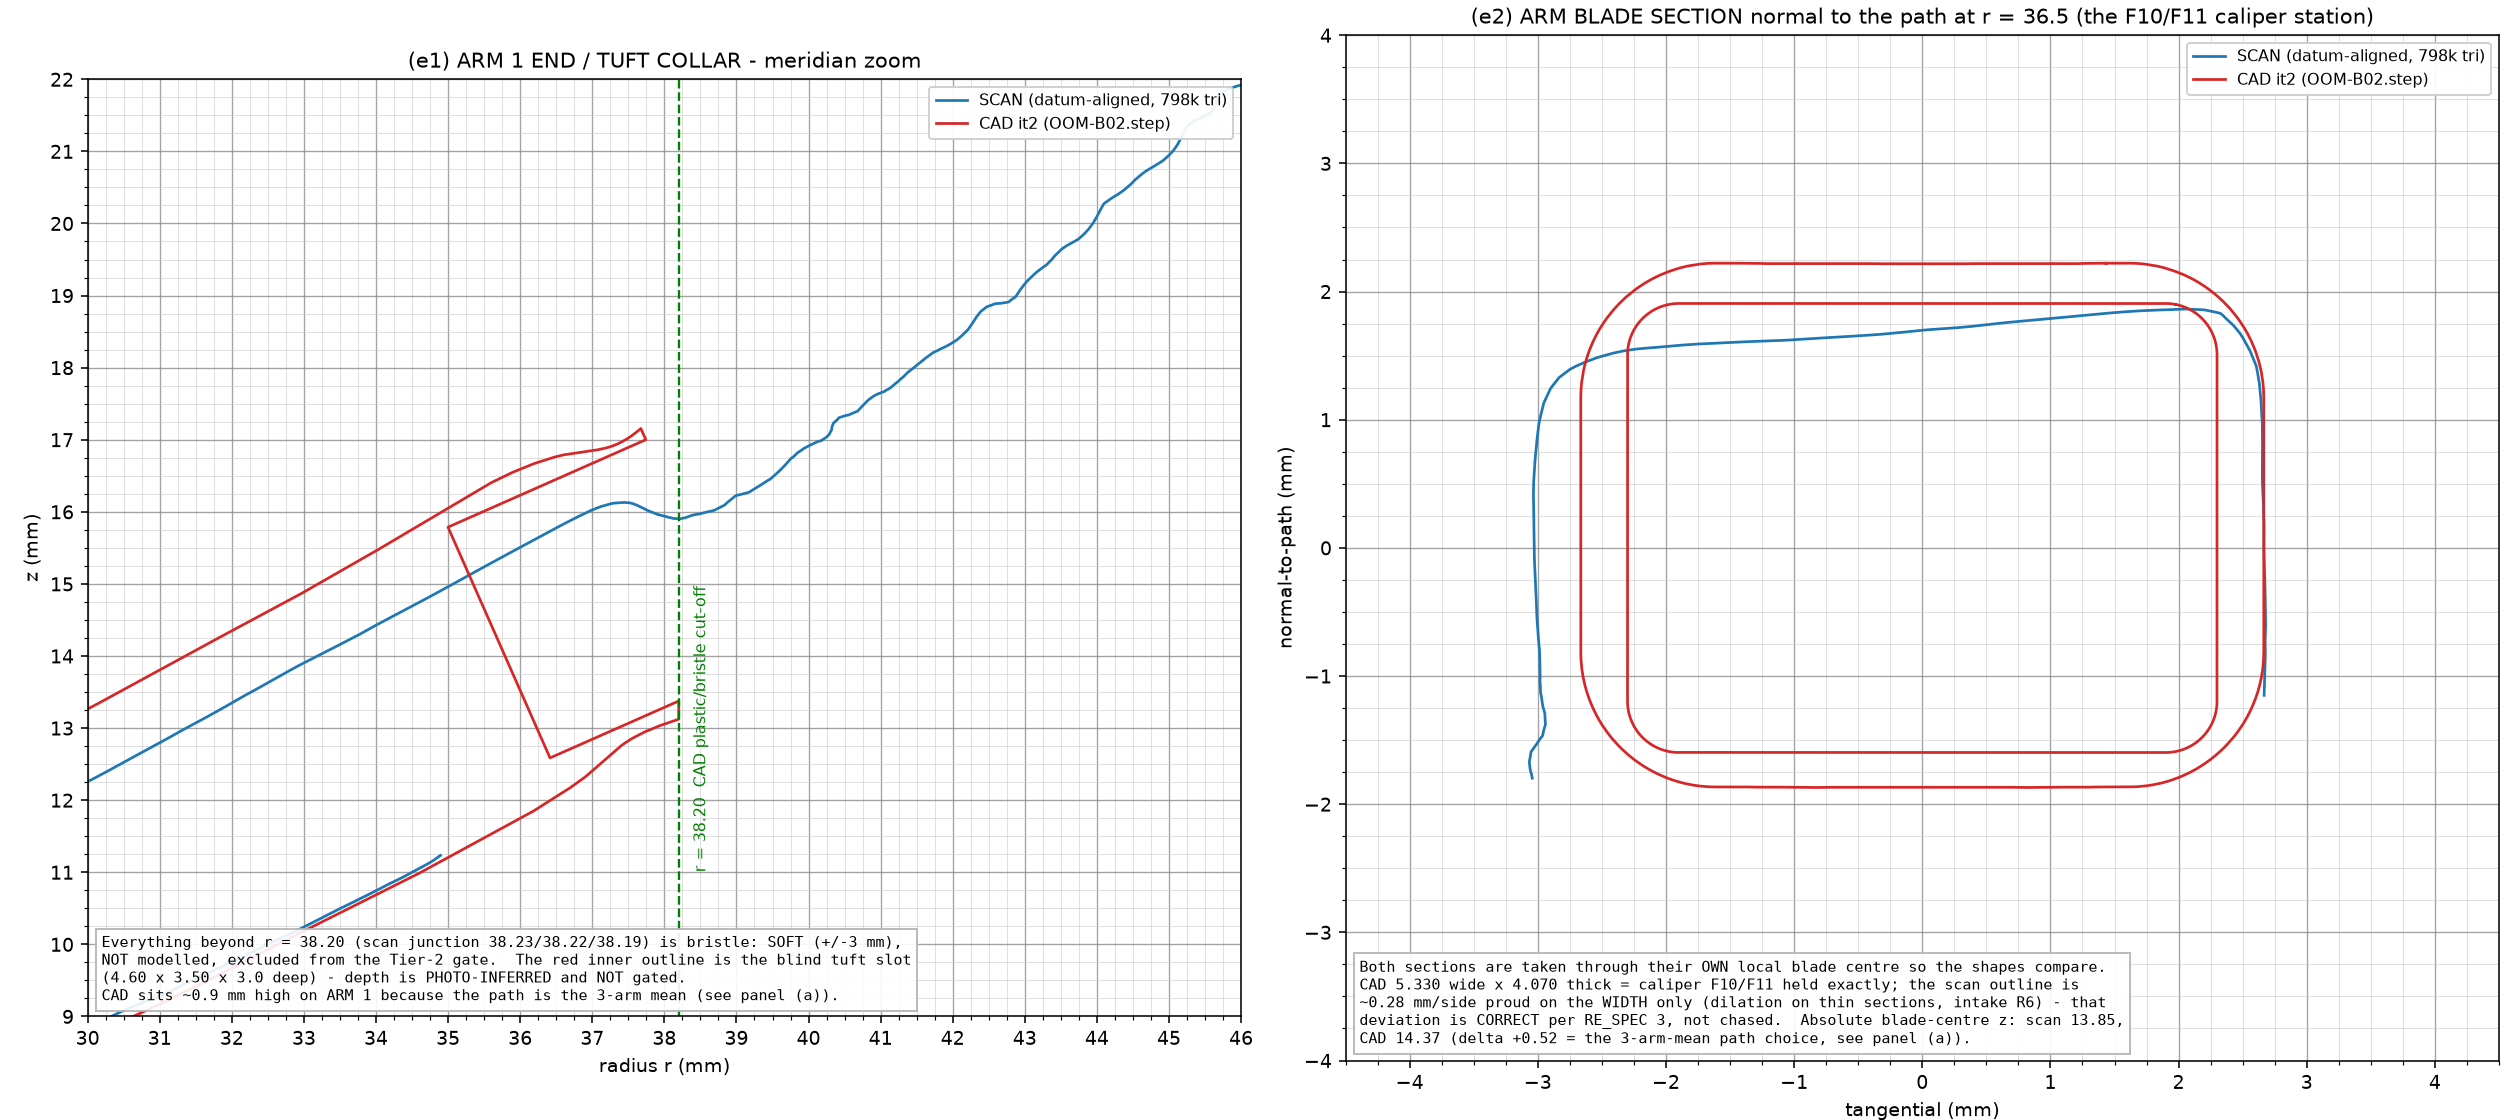 (e1) ARM 1 END / TUFT COLLAR - meridian zoom
SCAN (datum-aligned, 798k tri)
CAD it2 (OOM-B02.step)
z (mm)
22
21
20
19
18
17
16
15
14
13
12
11
10
9
r = 38.20  CAD plastic/bristle cut-off
Everything beyond r = 38.20 (scan junction 38.23/38.22/38.19) is bristle: SOFT (+/-3 mm),
NOT modelled, excluded from the Tier-2 gate.  The red inner outline is the blind tuft slot
(4.60 x 3.50 x 3.0 deep) - depth is PHOTO-INFERRED and NOT gated.
CAD sits ~0.9 mm high on ARM 1 because the path is the 3-arm mean (see panel (a)).
30 31 32 33 34 35 36 37 38 39 40 41 42 43 44 45 46
radius r (mm)
(e2) ARM BLADE SECTION normal to the path at r = 36.5 (the F10/F11 caliper station)
SCAN (datum-aligned, 798k tri)
CAD it2 (OOM-B02.step)
normal-to-path (mm)
4
3
2
1
0
−1
−2
−3
−4
Both sections are taken through their OWN local blade centre so the shapes compare.
CAD 5.330 wide x 4.070 thick = caliper F10/F11 held exactly; the scan outline is
~0.28 mm/side proud on the WIDTH only (dilation on thin sections, intake R6) - that
deviation is CORRECT per RE_SPEC 3, not chased.  Absolute blade-centre z: scan 13.85,
CAD 14.37 (delta +0.52 = the 3-arm-mean path choice, see panel (a)).
−4 −3 −2 −1 0 1 2 3 4
tangential (mm)